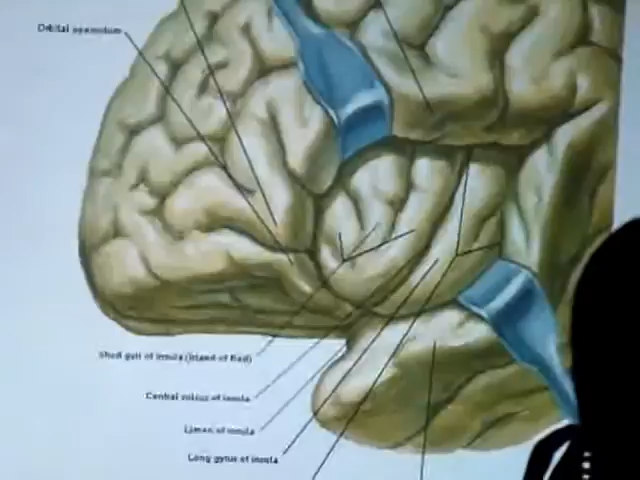 Orbital operculum
Short gyri of insula (island of Reil)
Central sulcus of insula
Limen of insula
Long gyrus of insula